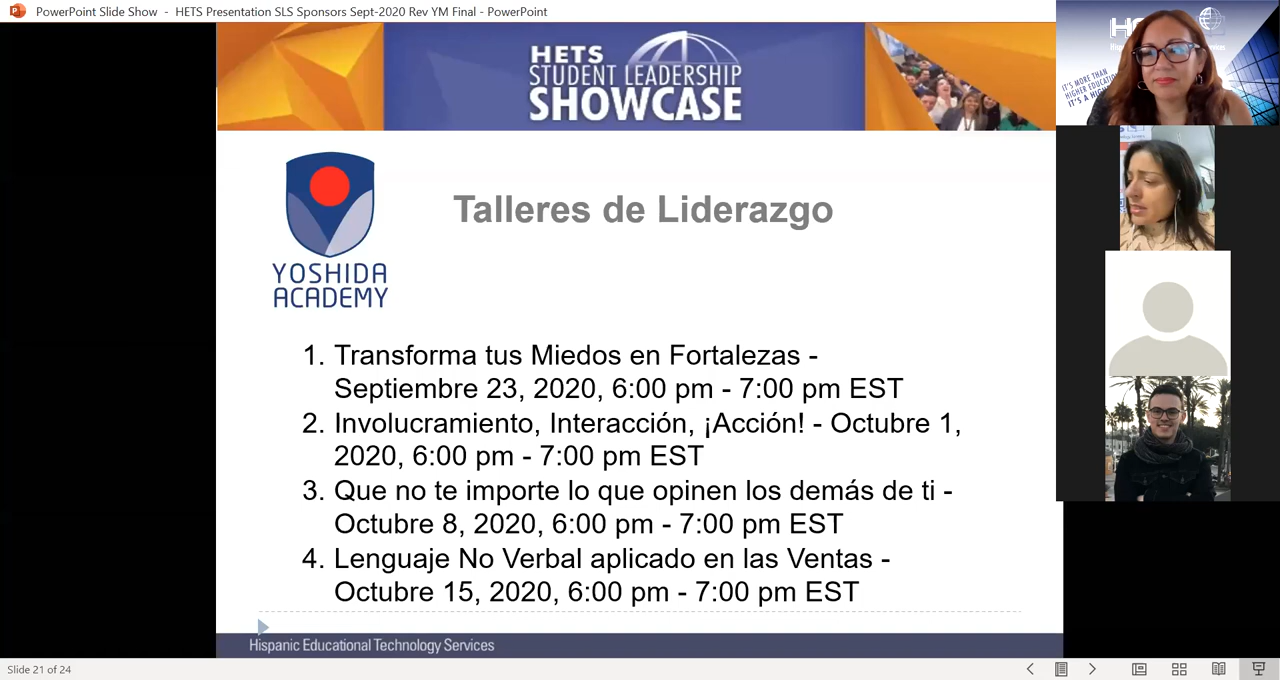 PowerPoint Slide Show - HETS Presentation SLS Sponsors Sept-2020 Rev YM Final - PowerPoint
HETS
STUDENT LEADERSHIP
SHOWCASE
YOSHIDA
ACADEMY
Talleres de Liderazgo
1. Transforma tus Miedos en Fortalezas -
Septiembre 23, 2020, 6:00 pm - 7:00 pm EST
2. Involucramiento, Interacción, ¡Acción! - Octubre 1,
2020, 6:00 pm - 7:00 pm EST
3. Que no te importe lo que opinen los demás de ti -
Octubre 8, 2020, 6:00 pm - 7:00 pm EST
4. Lenguaje No Verbal aplicado en las Ventas -
Octubre 15, 2020, 6:00 pm - 7:00 pm EST
Hispanic Educational Technology Services
IT'S MORE THAN
HIGHER
Slide 21 of 24